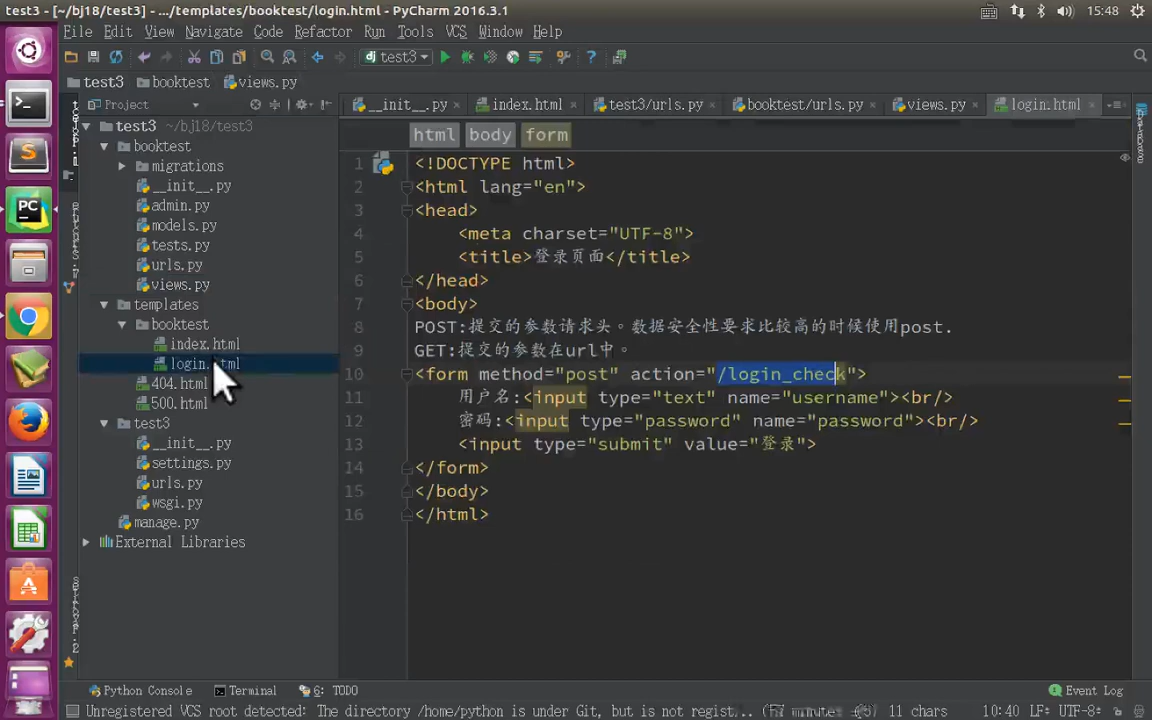 test3 - [~/bj18/test3] - .../templates/booktest/login.html - PyCharm 2016.3.1
15:48
File Edit View Navigate Code Refactor Run Tools VCS Window Help
test3
test3 booktest views.py
Project
__init__.py index.html test3/urls.py booktest/urls.py views.py login.html
test3 ~/bj18/test3
booktest
migrations
__init__.py
admin.py
models.py
tests.py
urls.py
views.py
templates
booktest
index.html
login.html
404.html
500.html
test3
__init__.py
settings.py
urls.py
wsgi.py
manage.py
External Libraries
html body form
1 <!DOCTYPE html>
2 <html lang="en">
3 <head>
4 <meta charset="UTF-8">
5 <title>登录页面</title>
6 </head>
7 <body>
8 POST:提交的参数请求头。数据安全性要求比较高的时候使用post.
9 GET:提交的参数在url中。
10 <form method="post" action="/login_check">
11 用户名:<input type="text" name="username"><br/>
12 密码:<input type="password" name="password"><br/>
13 <input type="submit" value="登录">
14 </form>
15 </body>
16 </html>
Python Console Terminal 6: TODO Event Log
Unregistered VCS root detected: The directory /home/python is under Git, but is not regist... minutes 11 chars 10:40 LF÷ UTF-8÷